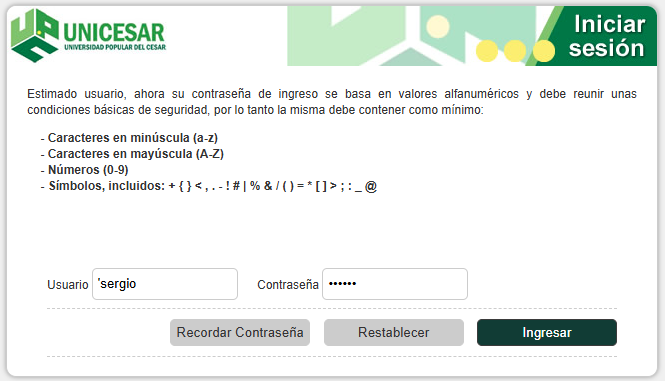 UNICESAR
UNIVERSIDAD POPULAR DEL CESAR
Iniciar
sesión
Estimado usuario, ahora su contraseña de ingreso se basa en valores alfanuméricos y debe reunir unas
condiciones básicas de seguridad, por lo tanto la misma debe contener como mínimo:
- Caracteres en minúscula (a-z)
- Caracteres en mayúscula (A-Z)
- Números (0-9)
- Símbolos, incluidos: + { } < , . - ! # | % & / ( ) = * [ ] > ; : _ @
Usuario 'sergio Contraseña ••••••
Recordar Contraseña Restablecer Ingresar